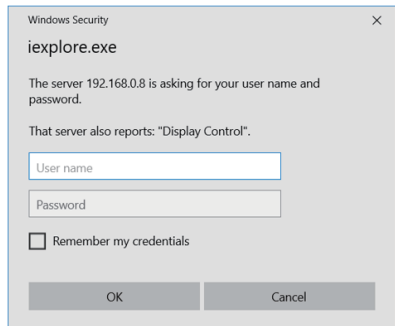 Windows Security
iexplore.exe
The server 192.168.0.8 is asking for your user name and
password.
That server also reports: "Display Control".
User name
Password
Remember my credentials
OK Cancel